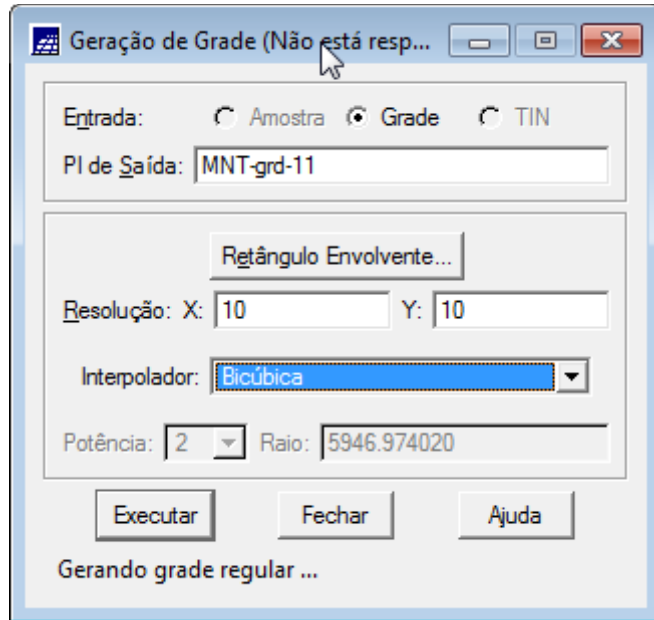 Geração de Grade (Não está resp...
Entrada: Amostra Grade TIN
PI de Saída: MNT-grd-11
Retângulo Envolvente...
Resolução: X: 10 Y: 10
Interpolador: Bicúbica
Potência: 2 Raio: 5946.974020
Executar Fechar Ajuda
Gerando grade regular ...